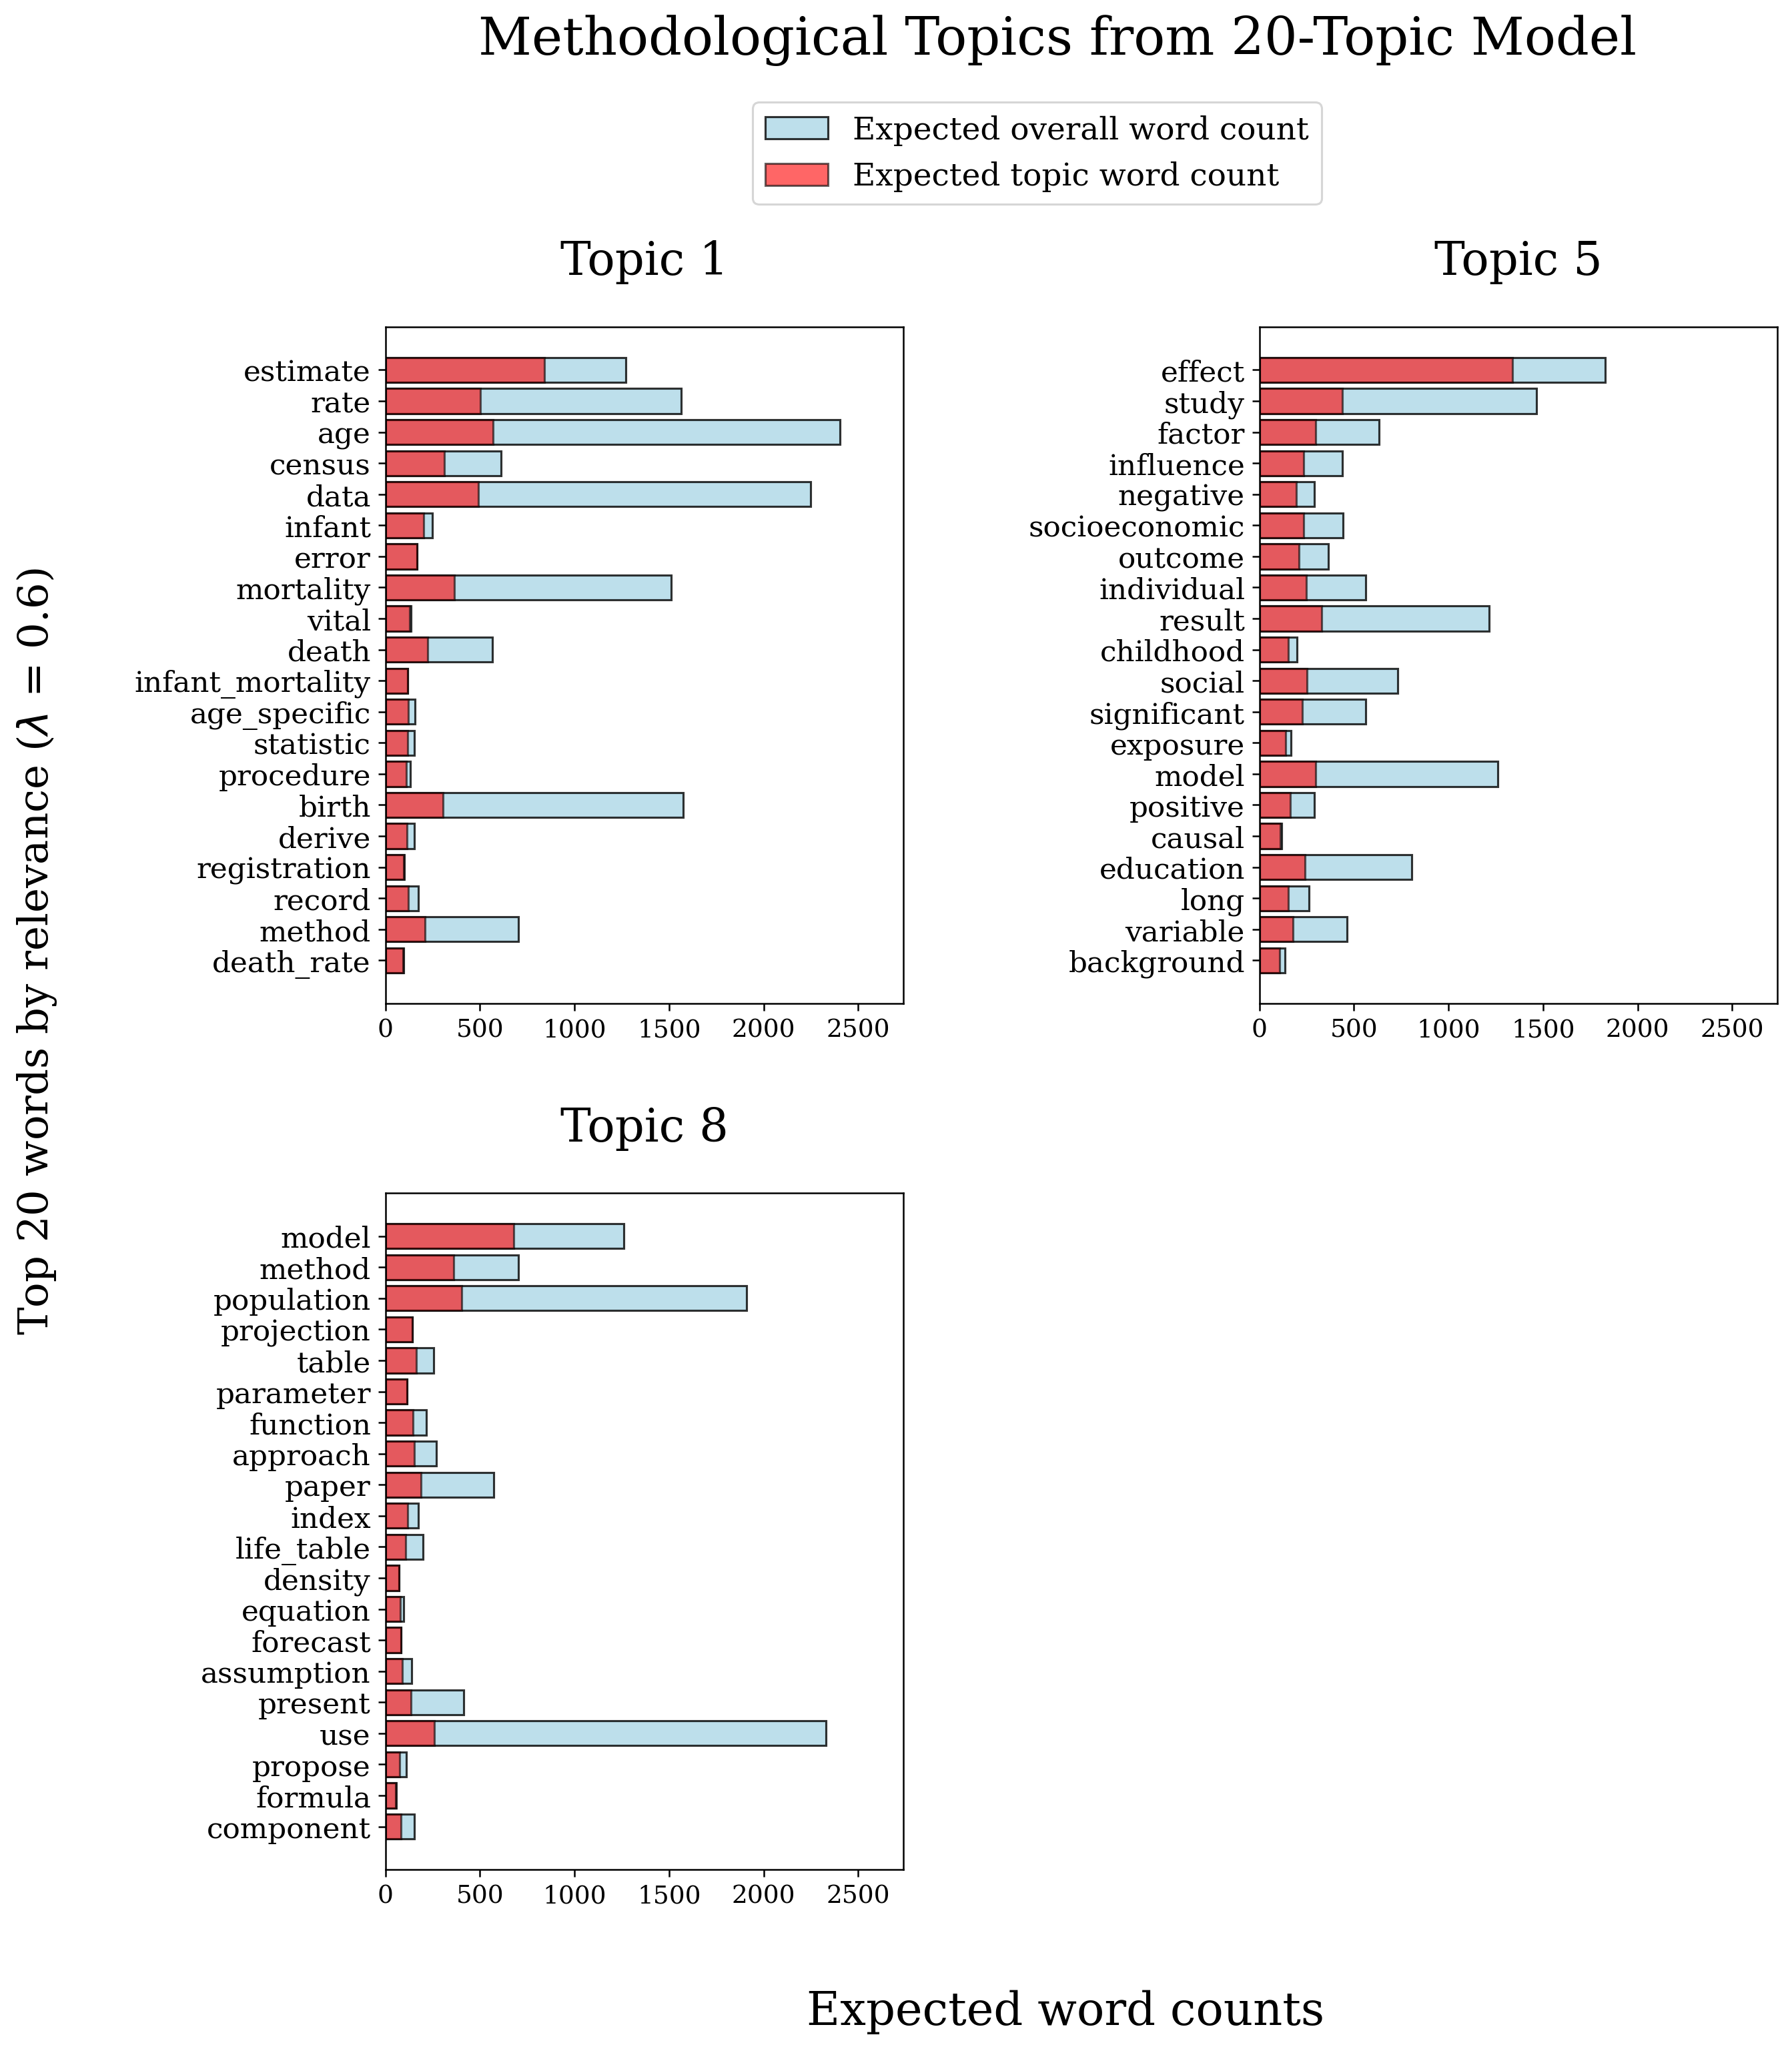 Methodological Topics from 20-Topic Model
Expected overall word count
Expected topic word count
Top 20 words by relevance (λ = 0.6)
Topic 1
estimate
rate
age
census
data
infant
error
mortality
vital
death
infant_mortality
age_specific
statistic
procedure
birth
derive
registration
record
method
death_rate
0 500 1000 1500 2000 2500
Topic 5
effect
study
factor
influence
negative
socioeconomic
outcome
individual
result
childhood
social
significant
exposure
model
positive
causal
education
long
variable
background
0 500 1000 1500 2000 2500
Topic 8
model
method
population
projection
table
parameter
function
approach
paper
index
life_table
density
equation
forecast
assumption
present
use
propose
formula
component
0 500 1000 1500 2000 2500
Expected word counts